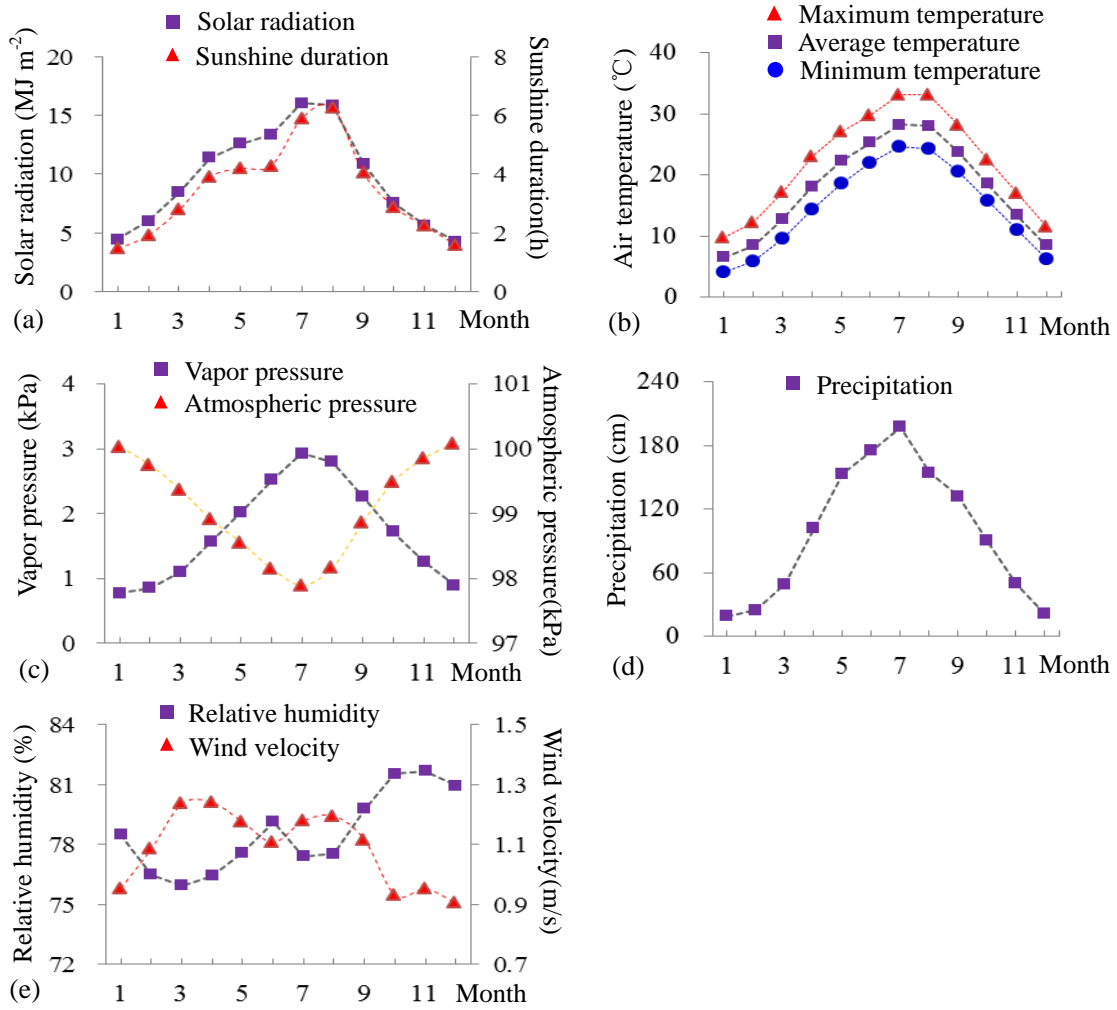 Solar radiation
Sunshine duration
Solar radiation (MJ m-2)
20
15
10
5
0
8
6
4
2
0
Sunshine duration(h)
1 3 5 7 9 11 Month
(a)
Maximum temperature
Average temperature
Minimum temperature
Air temperature (℃)
40
30
20
10
0
1 3 5 7 9 11 Month
(b)
Vapor pressure
Atmospheric pressure
Vapor pressure (kPa)
4
3
2
1
0
101
100
99
98
97
Atmospheric pressure(kPa)
1 3 5 7 9 11 Month
(c)
Precipitation
Precipitation (cm)
240
180
120
60
0
1 3 5 7 9 11 Month
(d)
Relative humidity
Wind velocity
Relative humidity (%)
84
81
78
75
72
1.5
1.3
1.1
0.9
0.7
Wind velocity(m/s)
1 3 5 7 9 11 Month
(e)